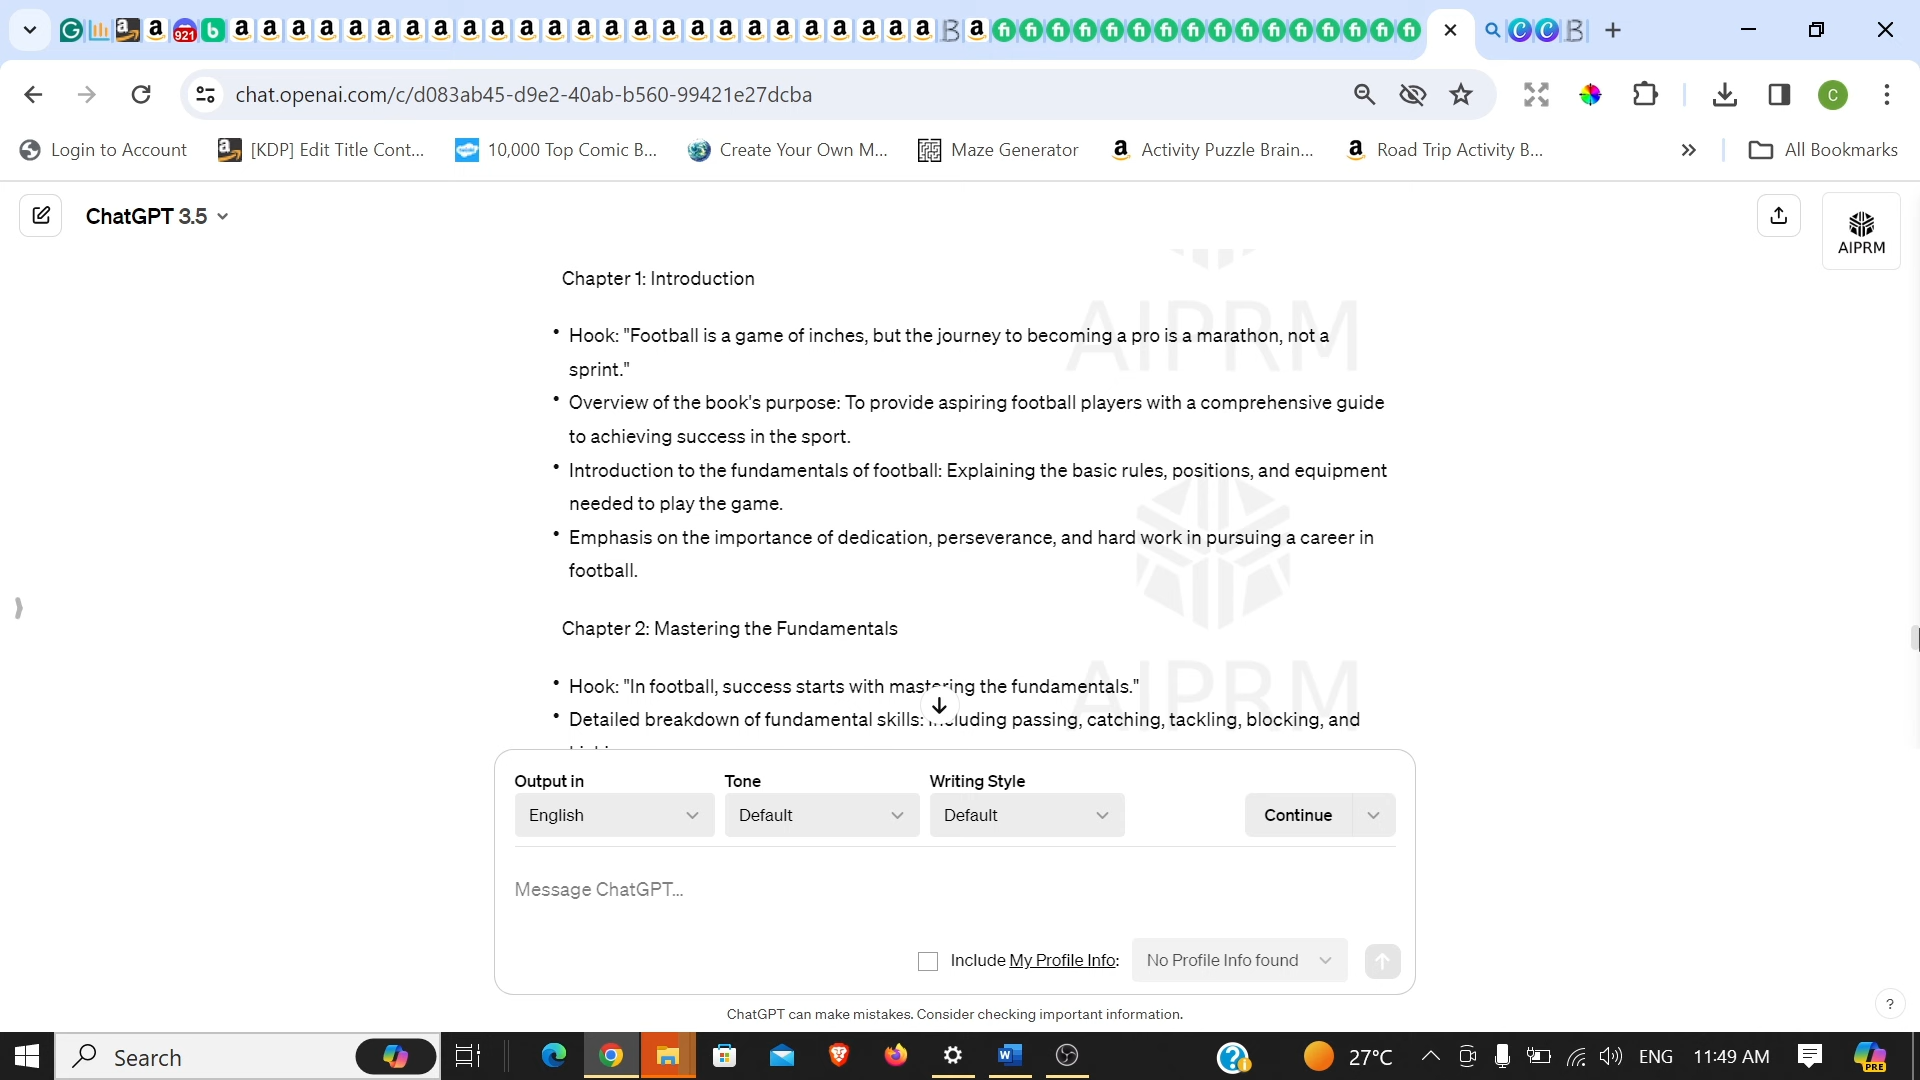 921
chat.openai.com/c/d083ab45-d9e2-40ab-b560-99421e27dcba
C
Login to Account
[KDP] Edit Title Cont...
10,000 Top Comic B...
Create Your Own M...
Maze Generator
Activity Puzzle Brain...
Road Trip Activity B...
All Bookmarks
ChatGPT 3.5
AIPRM
Chapter 1: Introduction
AIPRM
• Hook: "Football is a game of inches, but the journey to becoming a pro is a marathon, not a
sprint."
• Overview of the book's purpose: To provide aspiring football players with a comprehensive guide
to achieving success in the sport.
• Introduction to the fundamentals of football: Explaining the basic rules, positions, and equipment
needed to play the game.
• Emphasis on the importance of dedication, perseverance, and hard work in pursuing a career in
football.
Chapter 2: Mastering the Fundamentals
AIPRM
• Hook: "In football, success starts with mastering the fundamentals."
• Detailed breakdown of fundamental skills: Including passing, catching, tackling, blocking, and
Output in
Tone
Writing Style
English
Default
Default
Continue
Message ChatGPT...
Include My Profile Info:
No Profile Info found
ChatGPT can make mistakes. Consider checking important information.
?
Search
27°C
ENG
11:49 AM
PRE